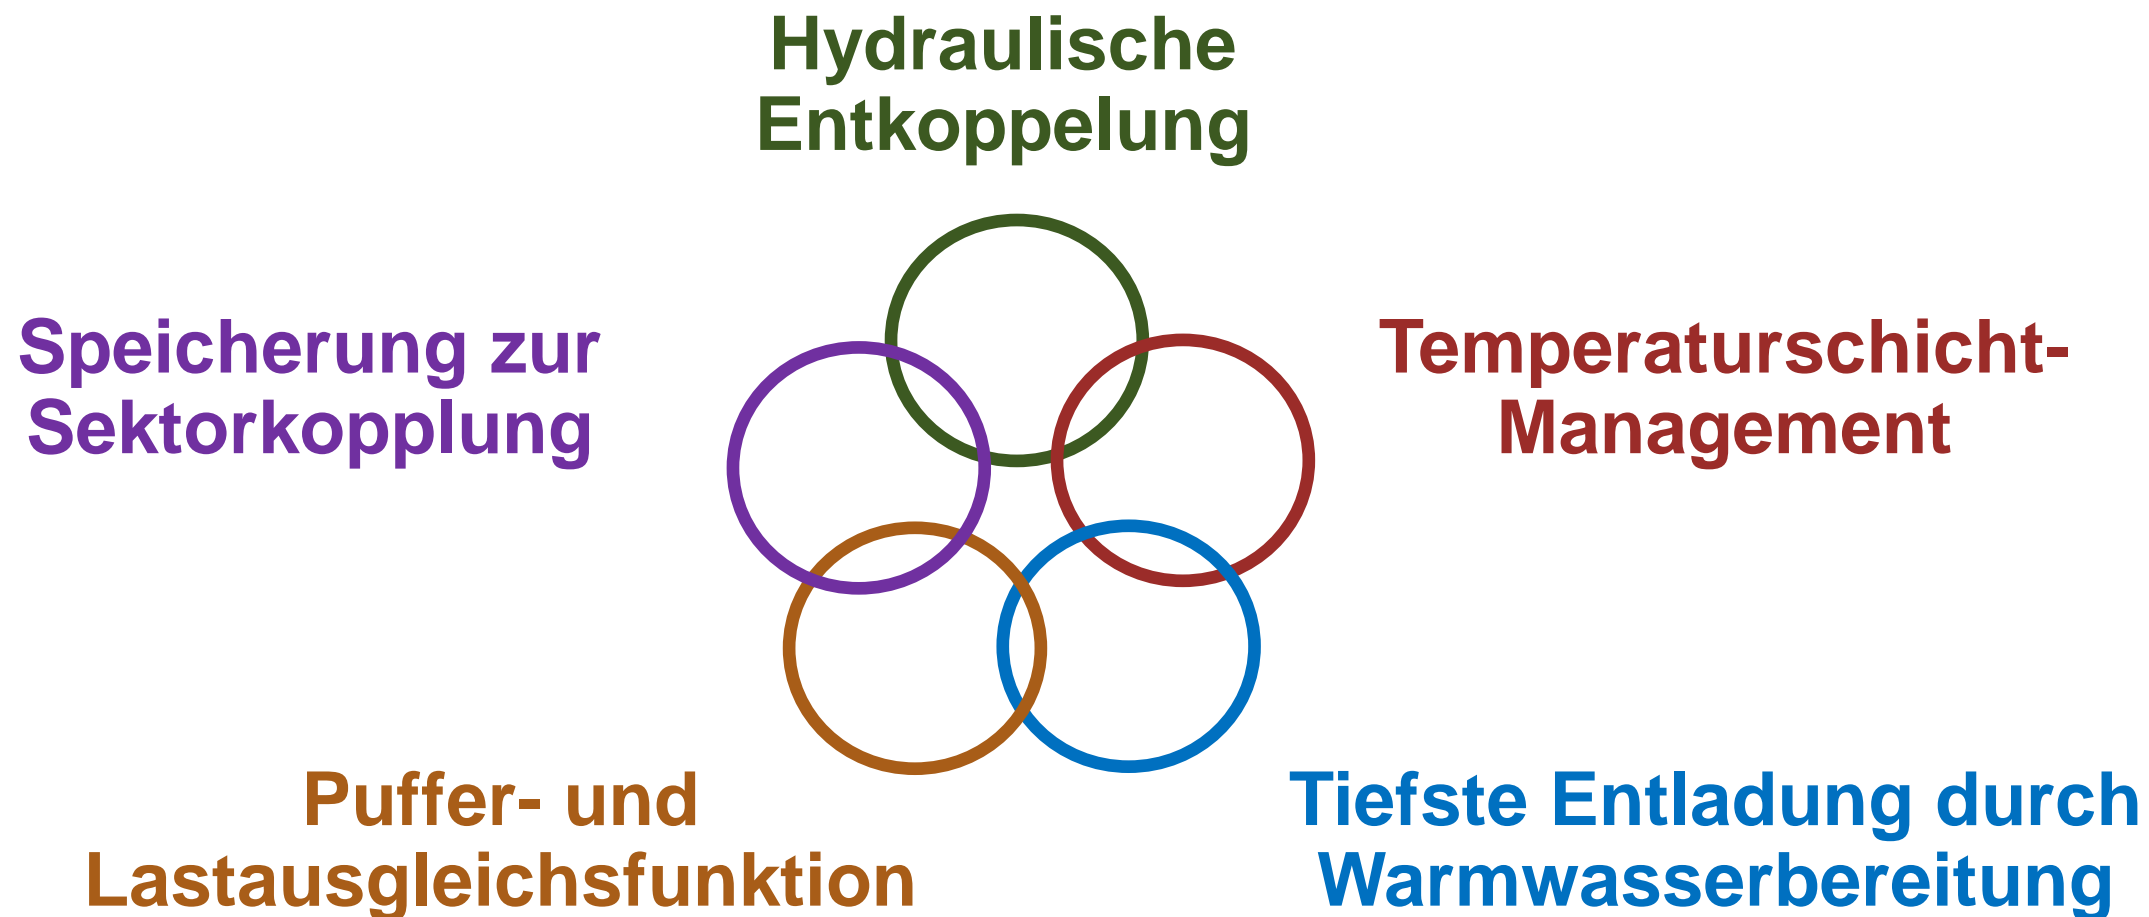 Hydraulische
Entkoppelung
Speicherung zur
Sektorkopplung
Temperaturschicht-
Management
Puffer- und
Lastausgleichsfunktion
Tiefste Entladung durch
Warmwasserbereitung